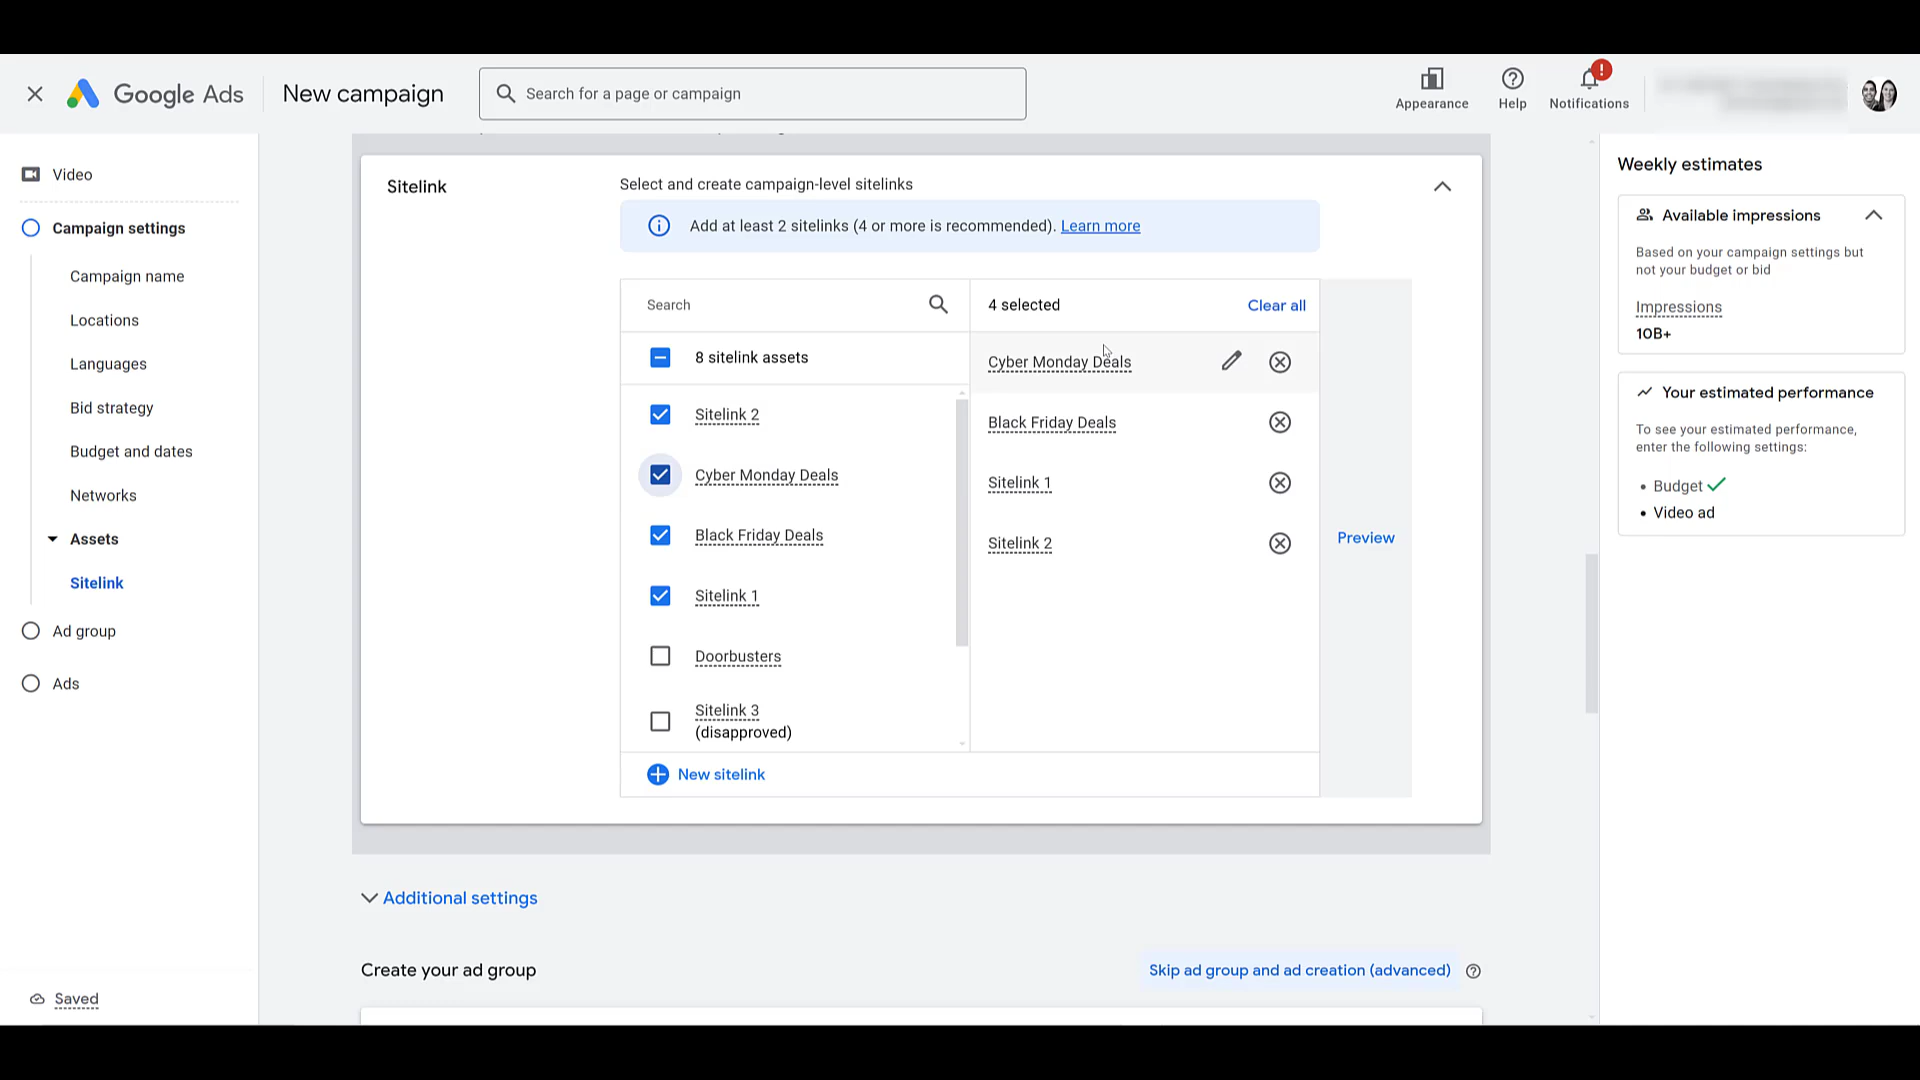 Google Ads
New campaign
Search for a page or campaign
Appearance
Help
!
Notifications
Video
Campaign settings
Campaign name
Locations
Languages
Bid strategy
Budget and dates
Networks
Assets
Sitelink
Ad group
Ads
Saved
Sitelink
Select and create campaign-level sitelinks
Add at least 2 sitelinks (4 or more is recommended). Learn more
Search
8 sitelink assets
Sitelink 2
Cyber Monday Deals
Black Friday Deals
Sitelink 1
Doorbusters
Sitelink 3
(disapproved)
New sitelink
4 selected
Clear all
Cyber Monday Deals
Black Friday Deals
Sitelink 1
Sitelink 2
Preview
Additional settings
Create your ad group
Skip ad group and ad creation (advanced)
Weekly estimates
Available impressions
Based on your campaign settings but
not your budget or bid
Impressions
10B+
Your estimated performance
To see your estimated performance,
enter the following settings:
• Budget
• Video ad